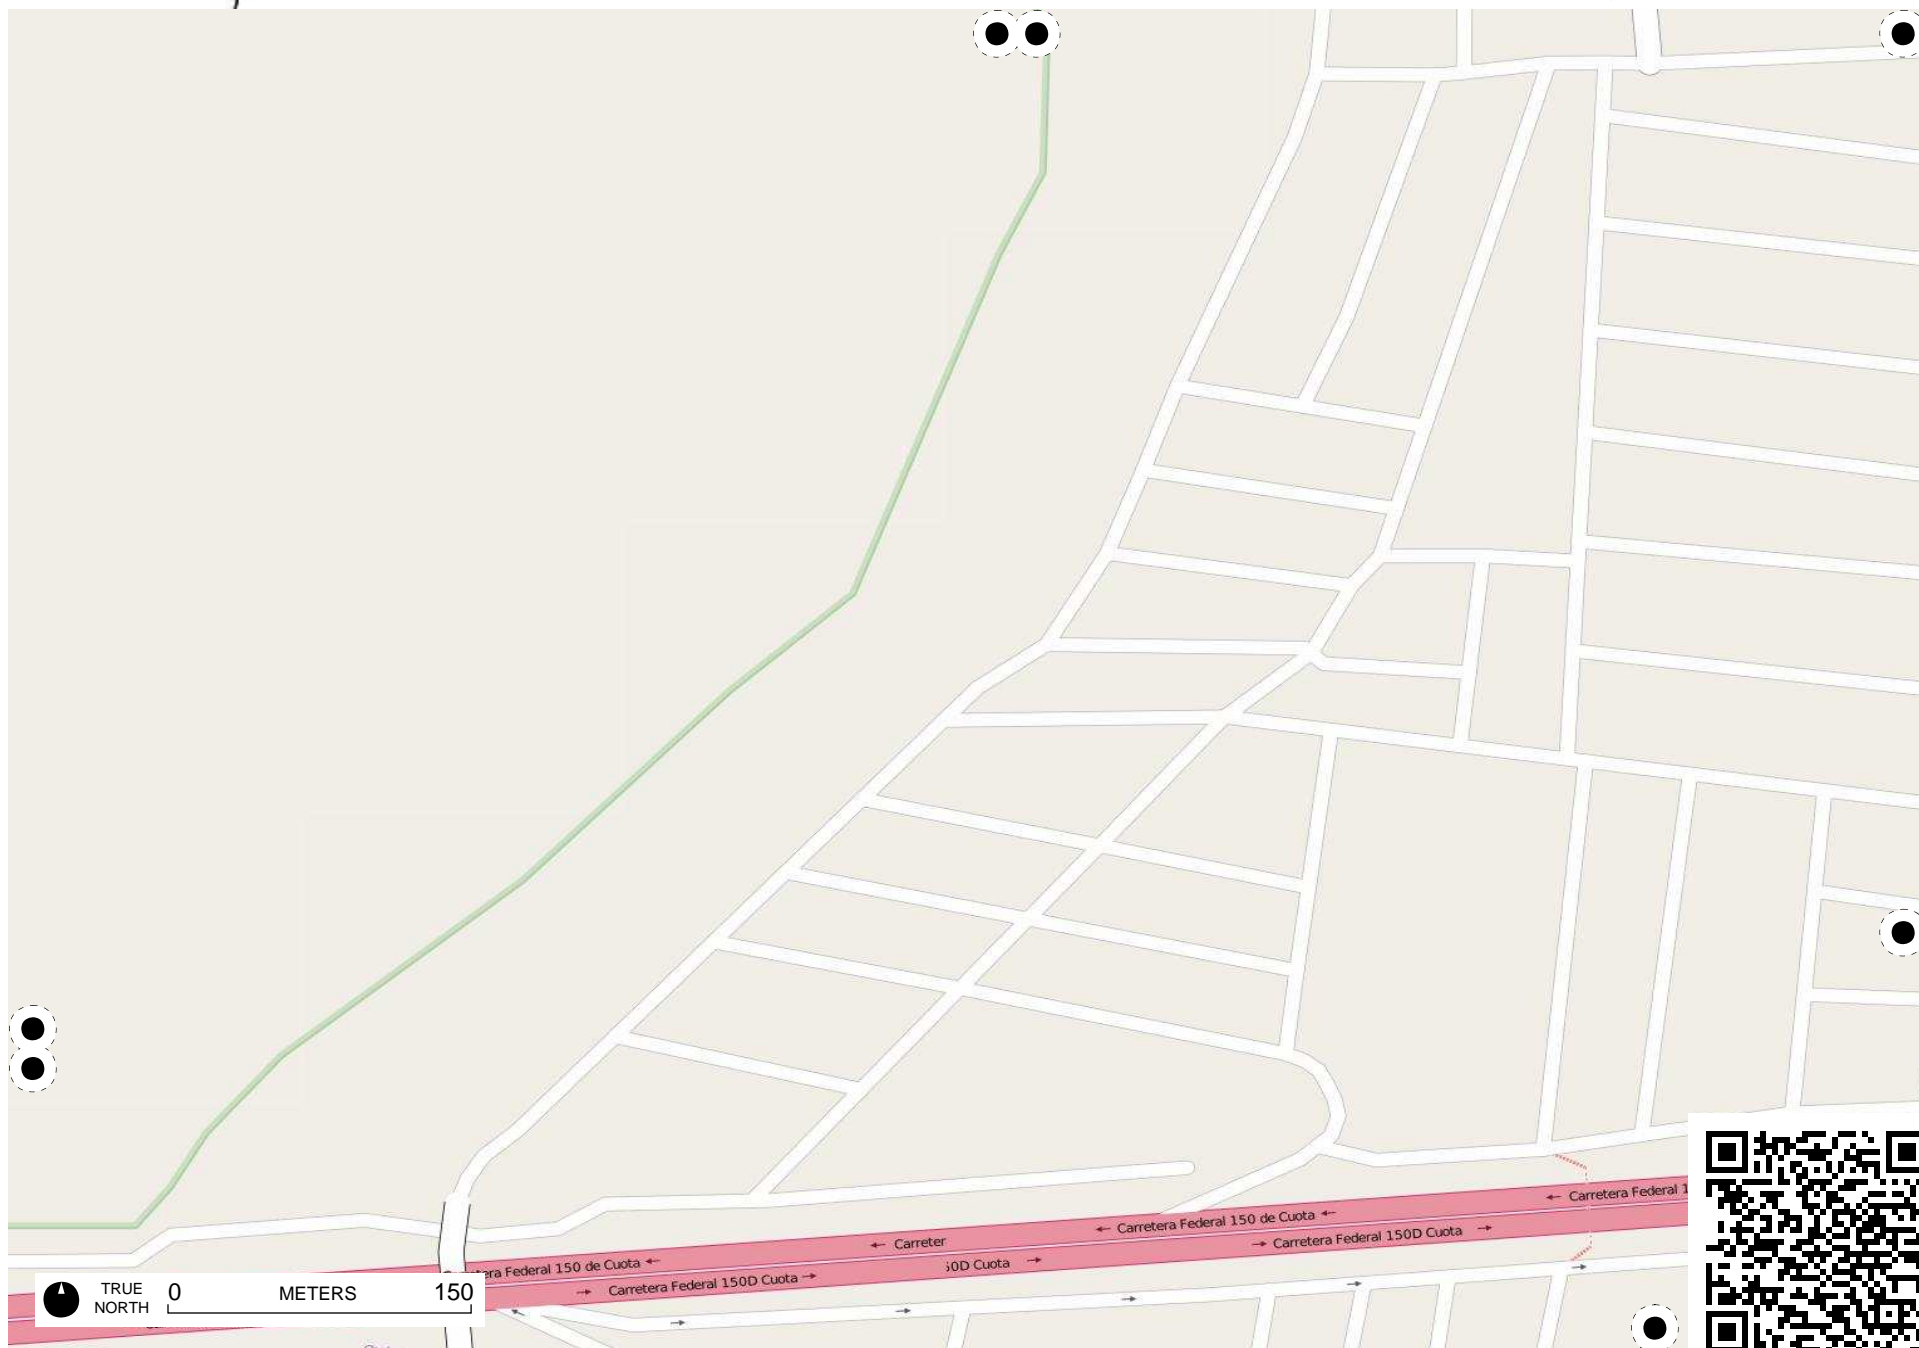 Carretera Federal 1
Carretera Federal 150 de Cuota
Carretera Federal 150D Cuota
Carreter
50D Cuota
era Federal 150 de Cuota
Carretera Federal 150D Cuota
TRUE NORTH
0 METERS 150